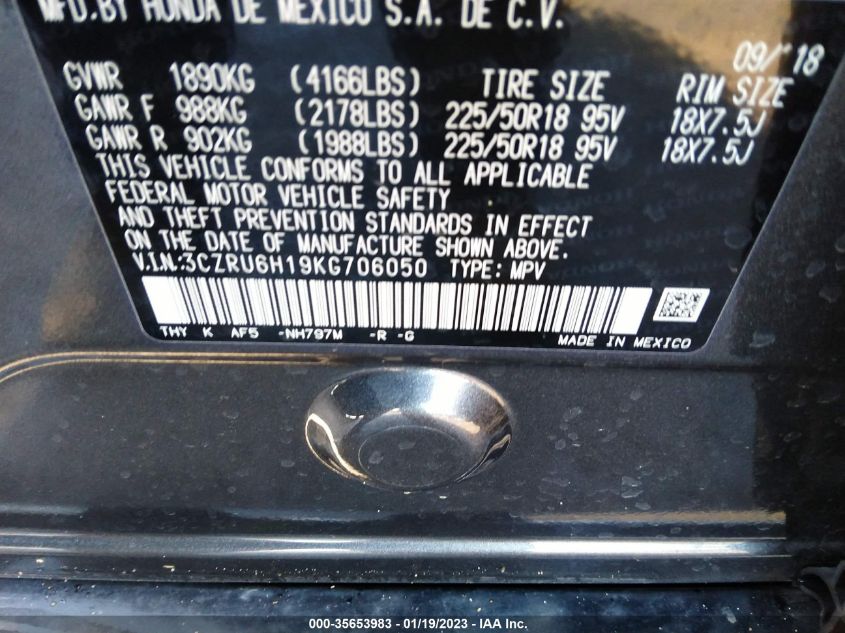 MFD.BY HONDA DE MEXICO S.A. DE C.V.
09/'18
GVWR 1890KG (4166LBS) TIRE SIZE RIM SIZE
GAWR F 988KG (2178LBS) 225/50R18 95V 18X7.5J
GAWR R 902KG (1988LBS) 225/50R18 95V 18X7.5J
THIS VEHICLE CONFORMS TO ALL APPLICABLE
FEDERAL MOTOR VEHICLE SAFETY
AND THEFT PREVENTION STANDARDS IN EFFECT
ON THE DATE OF MANUFACTURE SHOWN ABOVE.
V.I.N:3CZRU6H19KG706050 TYPE: MPV
THY K AF5 -NH797M -R -G
MADE IN MEXICO
000-35653983 / 01/19/2023 / IAA Inc.